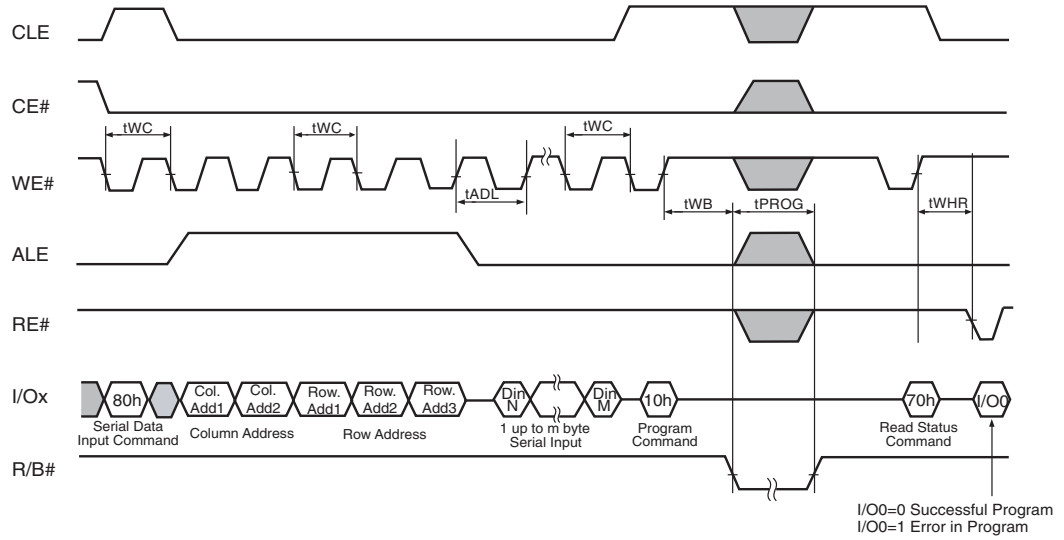 CLE
CE#
tWC
tWC
tWC
WE#
tADL
tWB
tPROG
tWHR
ALE
RE#
I/Ox
80h
Col.
Add1
Col.
Add2
Row.
Add1
Row.
Add2
Row.
Add3
Din
N
Din
M
10h
70h
I/O0
Serial Data
Input Command
Column Address
Row Address
1 up to m byte
Serial Input
Program
Command
Read Status
Command
R/B#
I/O0=0 Successful Program
I/O0=1 Error in Program